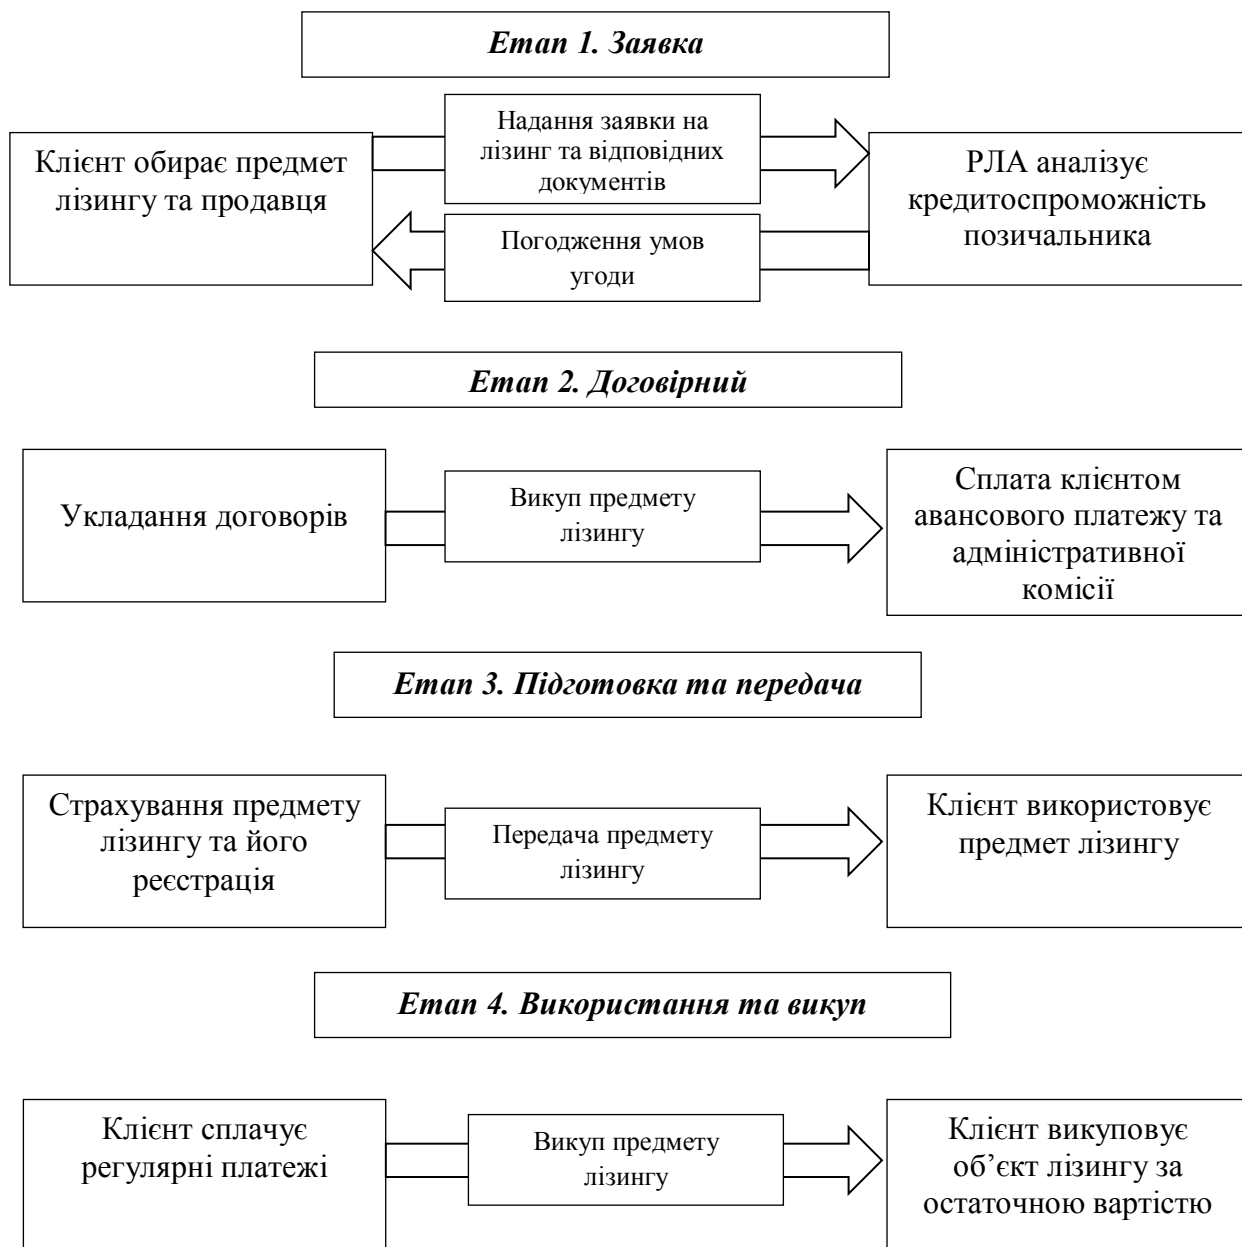 Етап 1. Заявка
Клієнт обирає предмет
лізингу та продавця
Надання заявки на
лізинг та відповідних
документів
Погодження умов
угоди
РЛА аналізує
кредитоспроможність
позичальника
Етап 2. Договірний
Укладання договорів
Викуп предмету
лізингу
Сплата клієнтом
авансового платежу та
адміністративної
комісії
Етап 3. Підготовка та передача
Страхування предмету
лізингу та його
реєстрація
Передача предмету
лізингу
Клієнт використовує
предмет лізингу
Етап 4. Використання та викуп
Клієнт сплачує
регулярні платежі
Викуп предмету
лізингу
Клієнт викуповує
об’єкт лізингу за
остаточною вартістю